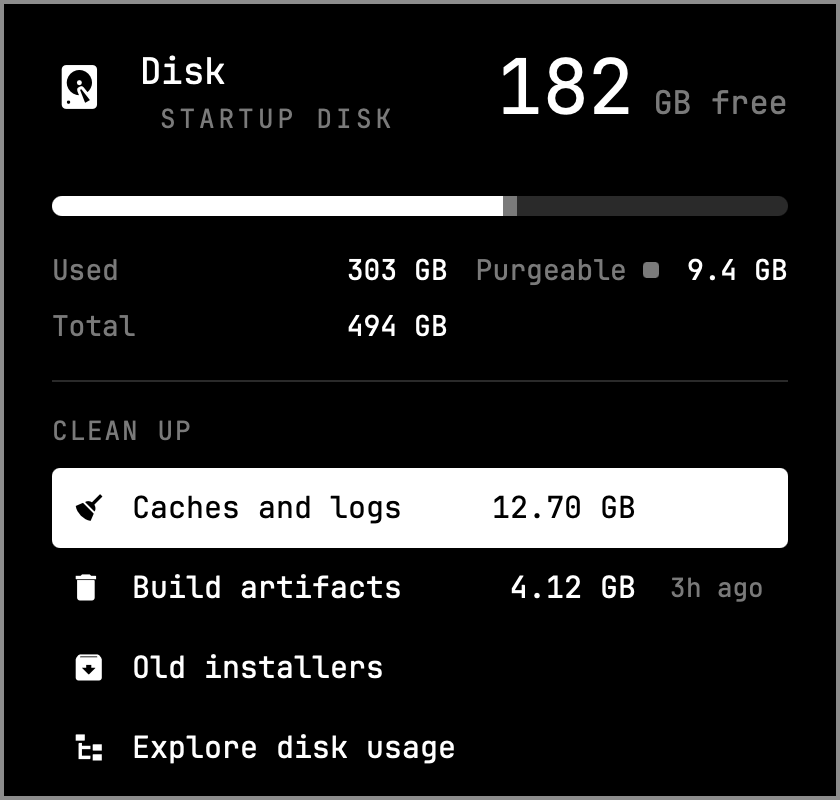 Disk
182 GB free
STARTUP DISK
Used 303 GB Purgeable 9.4 GB
Total 494 GB
CLEAN UP
Caches and logs 12.70 GB
Build artifacts 4.12 GB 3h ago
Old installers
Explore disk usage